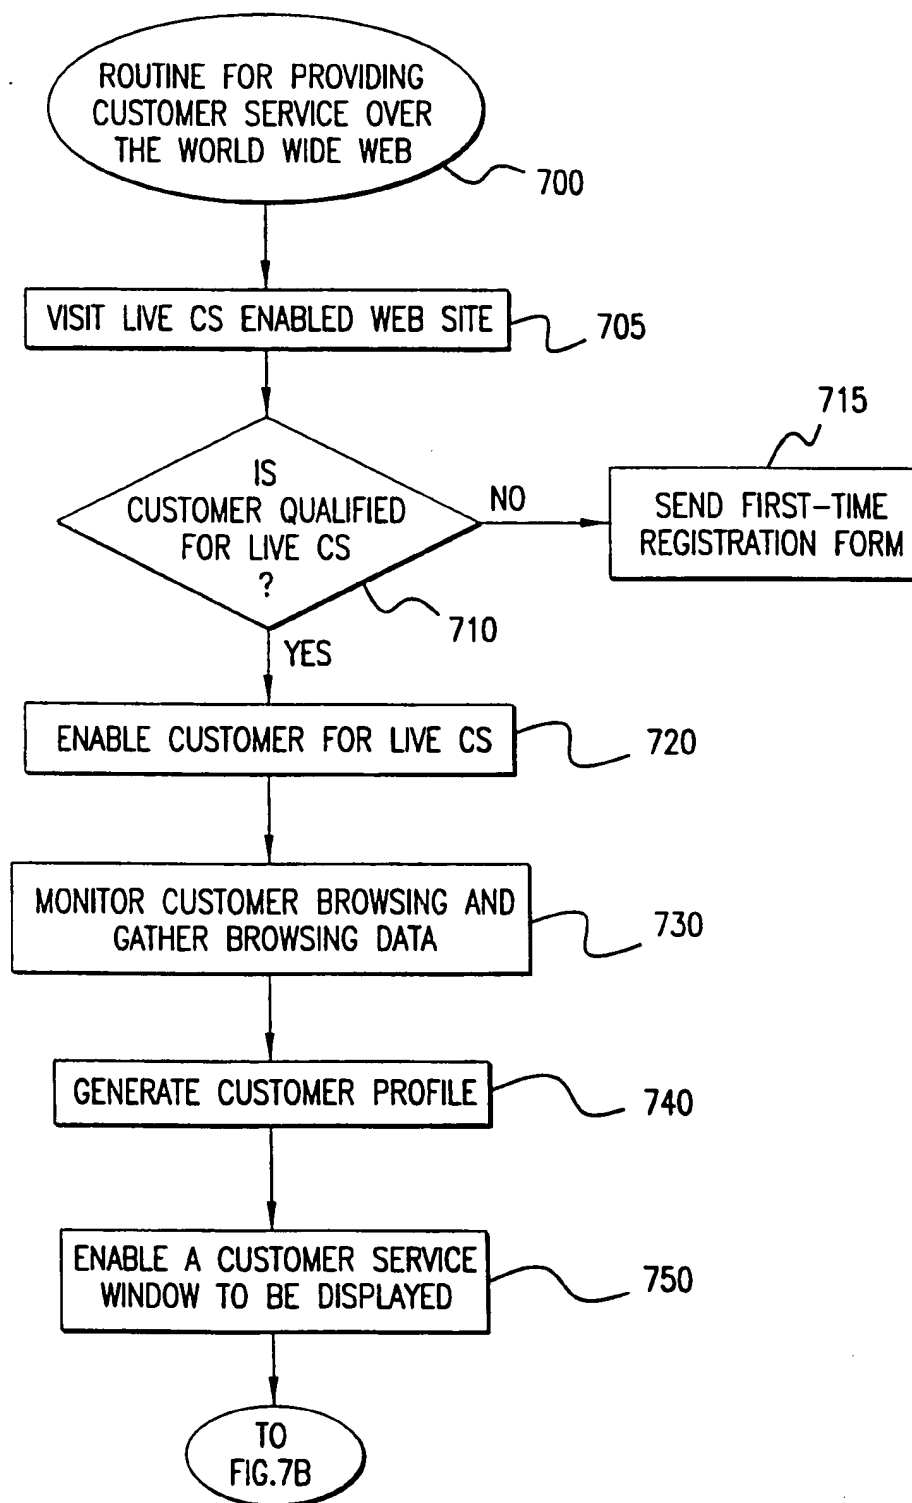 ROUTINE FOR PROVIDING
CUSTOMER SERVICE OVER
THE WORLD WIDE WEB
700
VISIT LIVE CS ENABLED WEB SITE
705
715
IS
CUSTOMER QUALIFIED
FOR LIVE CS
?
NO
SEND FIRST-TIME
REGISTRATION FORM
710
YES
ENABLE CUSTOMER FOR LIVE CS
720
MONITOR CUSTOMER BROWSING AND
GATHER BROWSING DATA
730
GENERATE CUSTOMER PROFILE
740
ENABLE A CUSTOMER SERVICE
WINDOW TO BE DISPLAYED
750
TO
FIG.7B